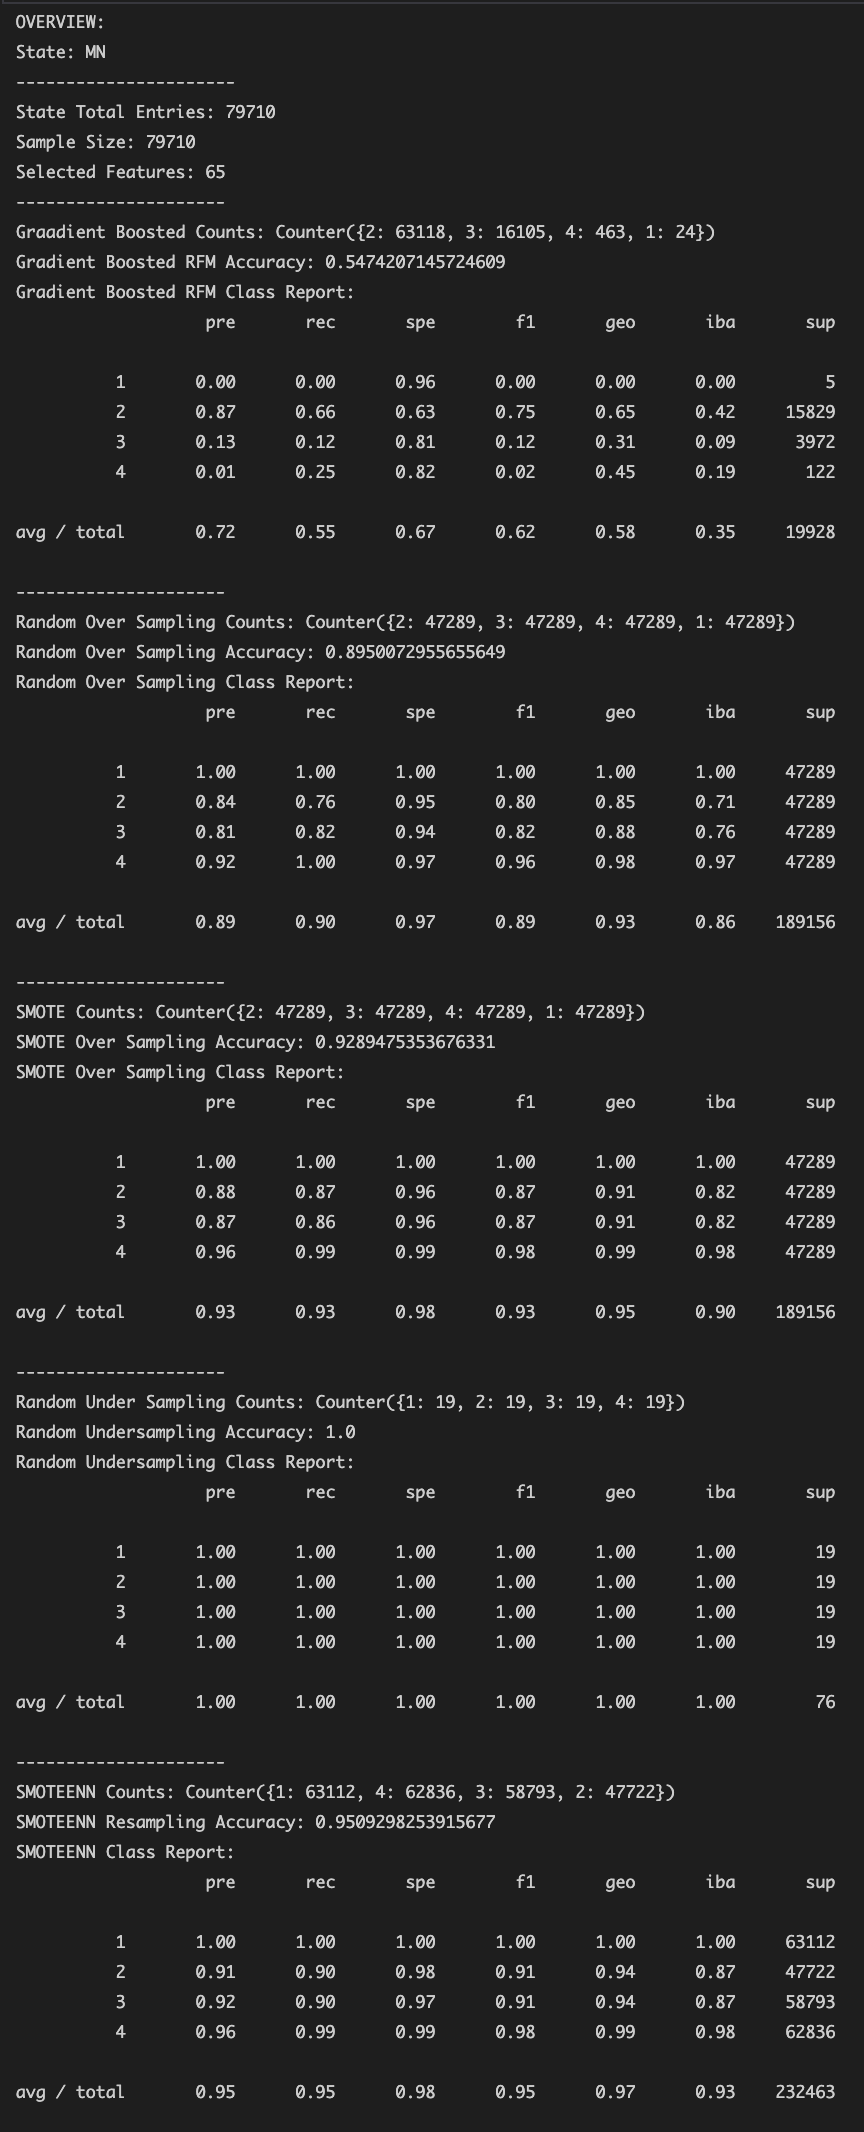 OVERVIEW:
State: MN
----------------------
State Total Entries: 79710
Sample Size: 79710
Selected Features: 65
---------------------
Graadient Boosted Counts: Counter({2: 63118, 3: 16105, 4: 463, 1: 24})
Gradient Boosted RFM Accuracy: 0.5474207145724609
Gradient Boosted RFM Class Report:
pre rec spe f1 geo iba sup
1 0.00 0.00 0.96 0.00 0.00 0.00 5
2 0.87 0.66 0.63 0.75 0.65 0.42 15829
3 0.13 0.12 0.81 0.12 0.31 0.09 3972
4 0.01 0.25 0.82 0.02 0.45 0.19 122
avg / total 0.72 0.55 0.67 0.62 0.58 0.35 19928
---------------------
Random Over Sampling Counts: Counter({2: 47289, 3: 47289, 4: 47289, 1: 47289})
Random Over Sampling Accuracy: 0.8950072955655649
Random Over Sampling Class Report:
pre rec spe f1 geo iba sup
1 1.00 1.00 1.00 1.00 1.00 1.00 47289
2 0.84 0.76 0.95 0.80 0.85 0.71 47289
3 0.81 0.82 0.94 0.82 0.88 0.76 47289
4 0.92 1.00 0.97 0.96 0.98 0.97 47289
avg / total 0.89 0.90 0.97 0.89 0.93 0.86 189156
---------------------
SMOTE Counts: Counter({2: 47289, 3: 47289, 4: 47289, 1: 47289})
SMOTE Over Sampling Accuracy: 0.9289475353676331
SMOTE Over Sampling Class Report:
pre rec spe f1 geo iba sup
1 1.00 1.00 1.00 1.00 1.00 1.00 47289
2 0.88 0.87 0.96 0.87 0.91 0.82 47289
3 0.87 0.86 0.96 0.87 0.91 0.82 47289
4 0.96 0.99 0.99 0.98 0.99 0.98 47289
avg / total 0.93 0.93 0.98 0.93 0.95 0.90 189156
---------------------
Random Under Sampling Counts: Counter({1: 19, 2: 19, 3: 19, 4: 19})
Random Undersampling Accuracy: 1.0
Random Undersampling Class Report:
pre rec spe f1 geo iba sup
1 1.00 1.00 1.00 1.00 1.00 1.00 19
2 1.00 1.00 1.00 1.00 1.00 1.00 19
3 1.00 1.00 1.00 1.00 1.00 1.00 19
4 1.00 1.00 1.00 1.00 1.00 1.00 19
avg / total 1.00 1.00 1.00 1.00 1.00 1.00 76
---------------------
SMOTEENN Counts: Counter({1: 63112, 4: 62836, 3: 58793, 2: 47722})
SMOTEENN Resampling Accuracy: 0.9509298253915677
SMOTEENN Class Report:
pre rec spe f1 geo iba sup
1 1.00 1.00 1.00 1.00 1.00 1.00 63112
2 0.91 0.90 0.98 0.91 0.94 0.87 47722
3 0.92 0.90 0.97 0.91 0.94 0.87 58793
4 0.96 0.99 0.99 0.98 0.99 0.98 62836
avg / total 0.95 0.95 0.98 0.95 0.97 0.93 232463